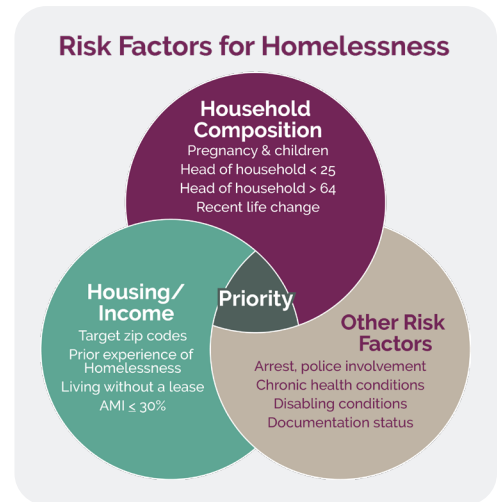 Risk Factors for Homelessness
Household
Composition
Pregnancy & children
Head of household < 25
Head of household > 64
Recent life change
Housing/
Income
Target zip codes
Prior experience of
Homelessness
Living without a lease
AMI ≤ 30%
Priority
Other Risk
Factors
Arrest, police involvement
Chronic health conditions
Disabling conditions
Documentation status